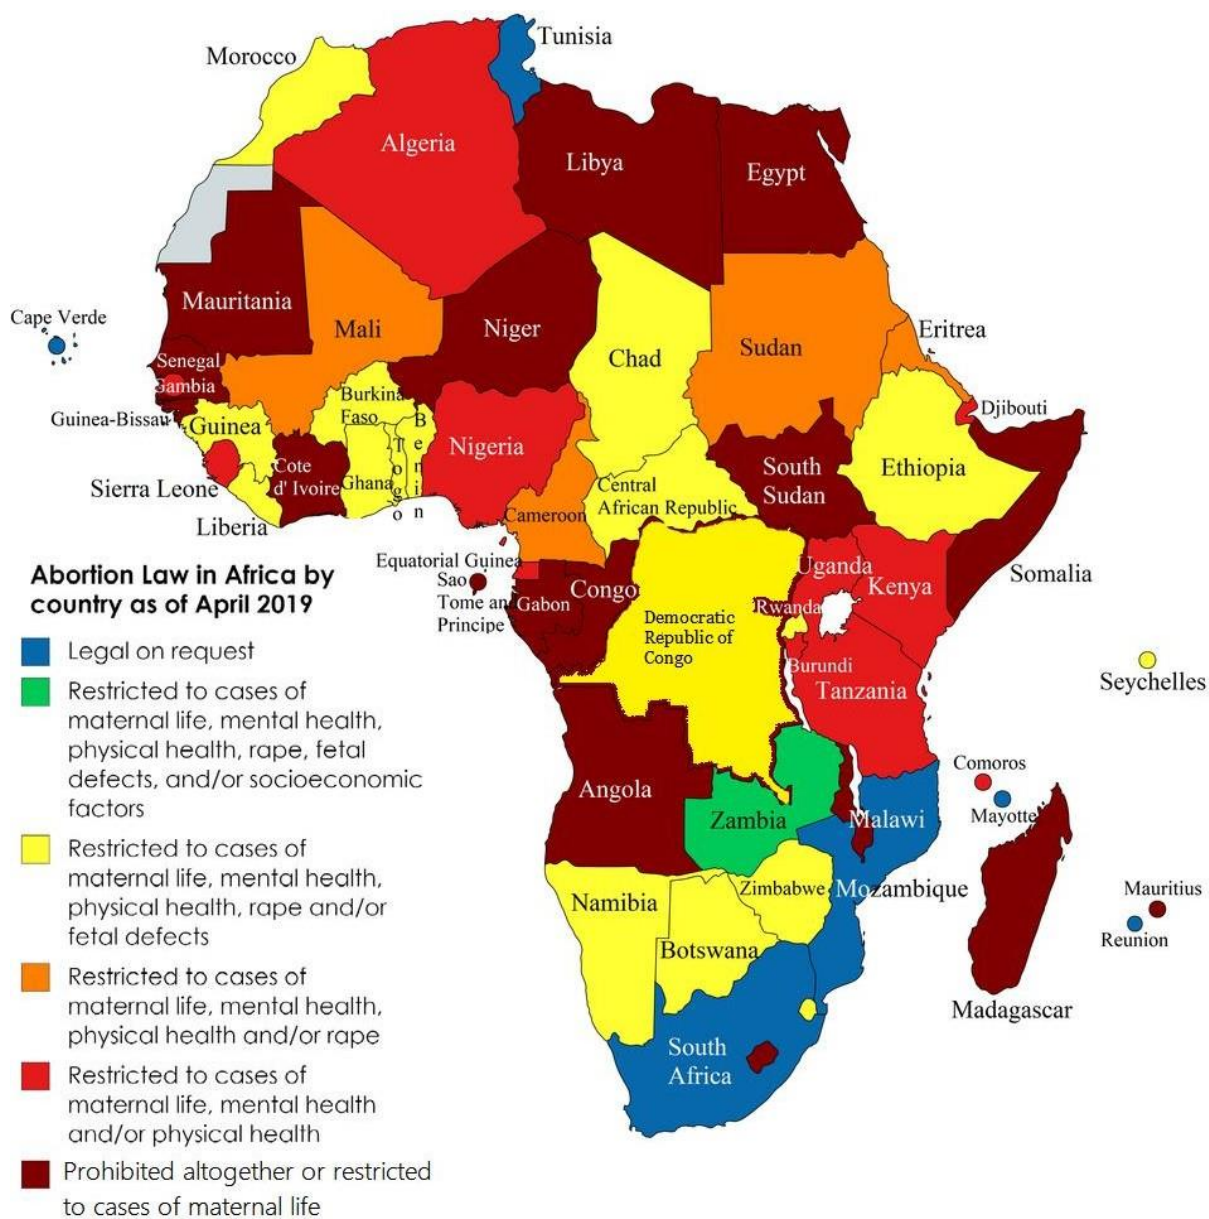 Tunisia
Morocco
Algeria
Libya
Egypt
Mauritania
Cape Verde
Mali
Niger
Chad
Sudan
Eritrea
Senegal
Gambia
Burkina
Faso
Benin
Togo
Djibouti
Guinea-Bissau
Guinea
Nigeria
Cote
d' Ivoire
Ghana
South
Sudan
Ethiopia
Central
African Republic
Sierra Leone
Liberia
Cameroon
Equatorial Guinea
Sao
Tome and
Principe
Gabon
Congo
Uganda
Kenya
Somalia
Rwanda
Democratic
Republic of
Congo
Burundi
Tanzania
Seychelles
Angola
Zambia
Malawi
Comoros
Mayotte
Namibia
Zimbabwe
Mozambique
Botswana
Mauritius
Reunion
Madagascar
South
Africa
Abortion Law in Africa by
country as of April 2019
Legal on request
Restricted to cases of
maternal life, mental health,
physical health, rape, fetal
defects, and/or socioeconomic
factors
Restricted to cases of
maternal life, mental health,
physical health, rape and/or
fetal defects
Restricted to cases of
maternal life, mental health,
physical health and/or rape
Restricted to cases of
maternal life, mental health
and/or physical health
Prohibited altogether or restricted
to cases of maternal life